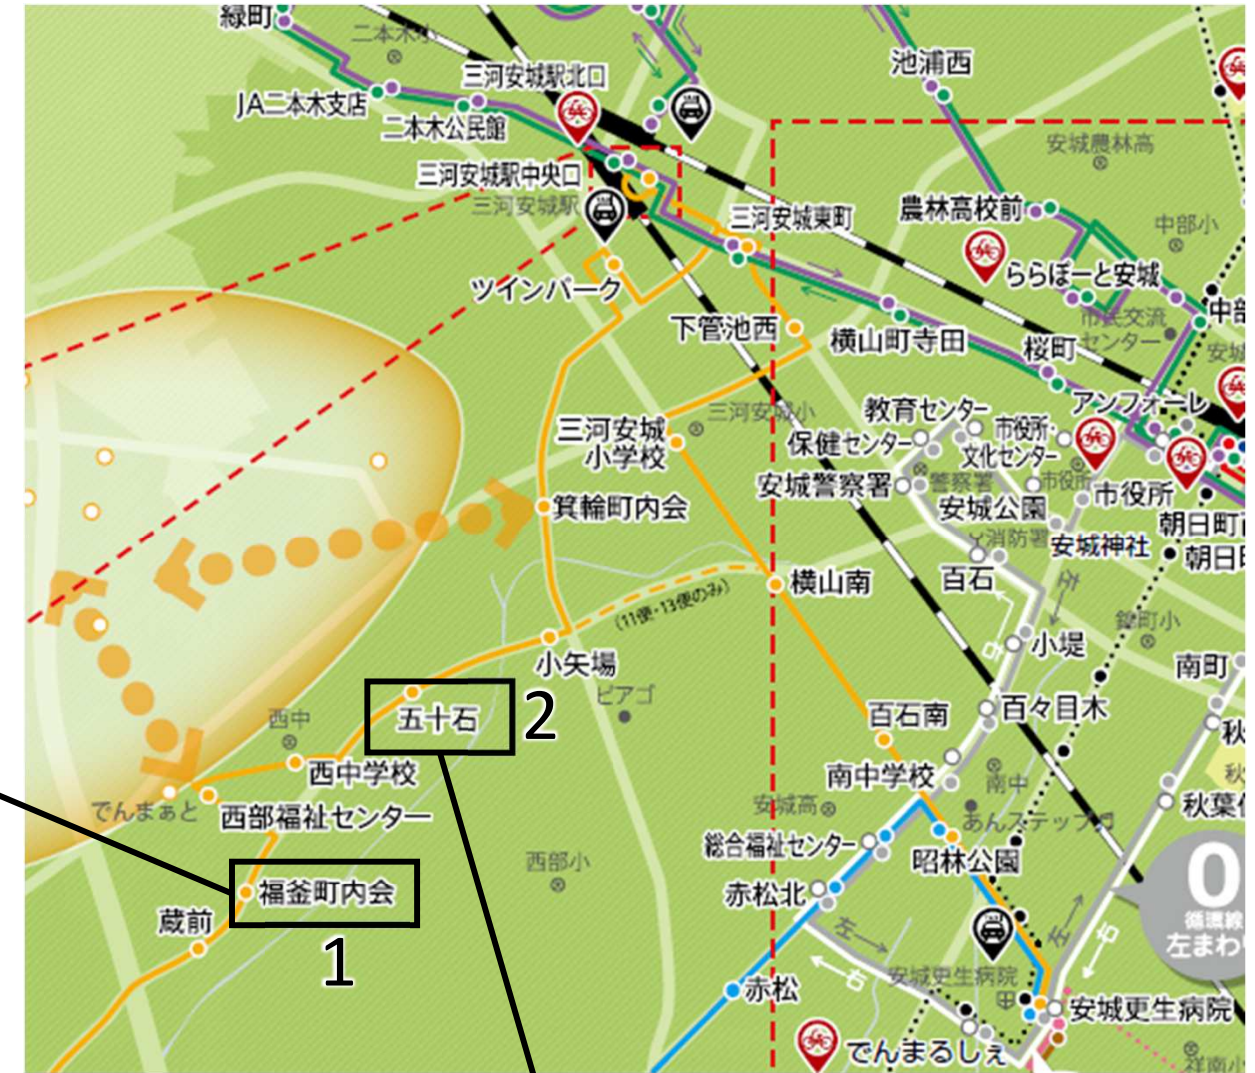 緑町
二本木小
三河安城駅北口
池浦西
JA二本木支店
二本木公民館
安城農林高
三河安城駅中央口
三河安城駅
三河安城東町
農林高校前
中部小
ららぽーと安城
ツインパーク
下管池西
横山町寺田
市民交流
センター
桜町
アンフォーレ
三河安城小
教育センター
三河安城
小学校
保健センター
市役所・
文化センター
安城警察署
警察署
市役所
市役所
箕輪町内会
安城公園
消防署
安城神社
百石
横山南
(11便・13便のみ)
左
右
錦町小
小堤
小矢場
南町
ピアゴ
五十石
2
西中
百石南
百々目木
西中学校
南中学校
南中
でんまぁと
西部福祉センター
安城高
あんステップ♬
総合福祉センター
昭林公園
西部小
赤松北
福釜町内会
蔵前
1
0
循環線
左
左
右
右
安城更生病院
赤松
安城更生病院
でんまるしぇ